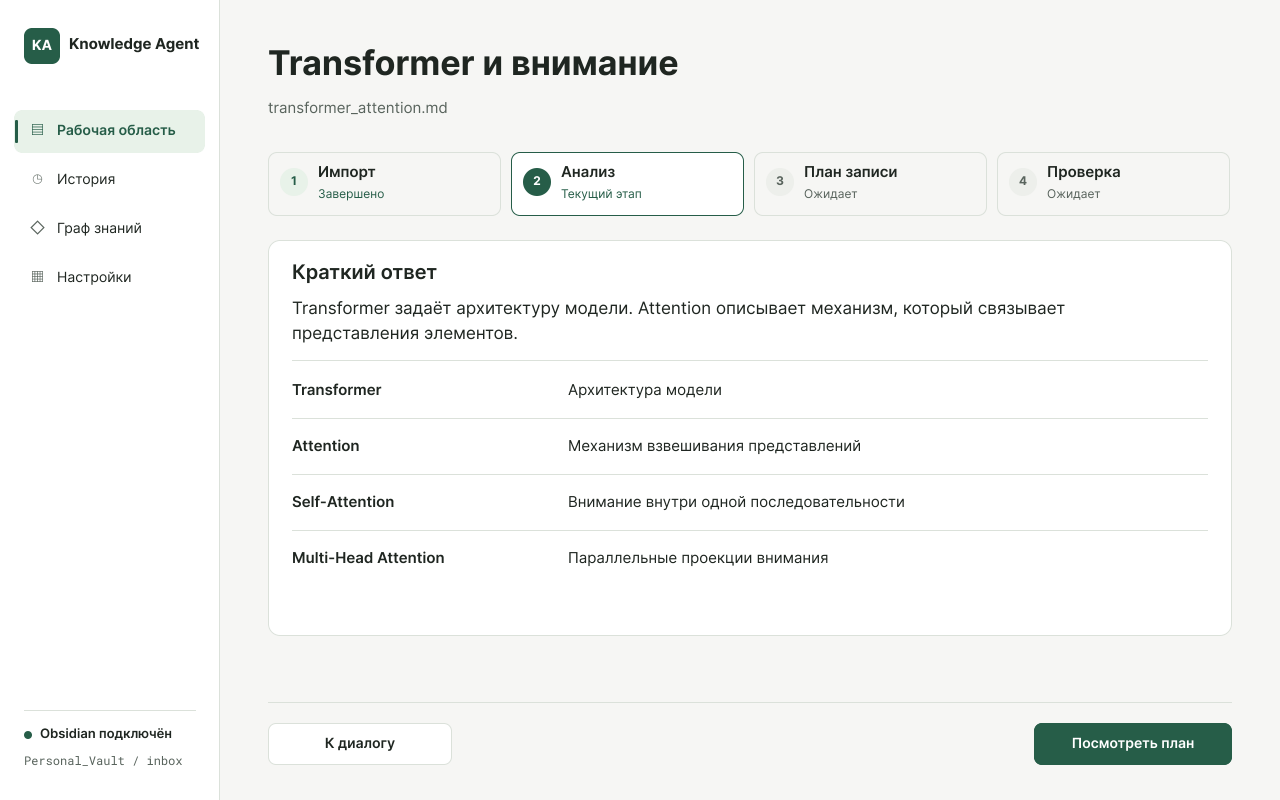 KA Knowledge Agent
Рабочая область
История
Граф знаний
Настройки
Obsidian подключён
Personal_Vault / inbox
Transformer и внимание
transformer_attention.md
1 Импорт
Завершено
2 Анализ
Текущий этап
3 План записи
Ожидает
4 Проверка
Ожидает
Краткий ответ
Transformer задаёт архитектуру модели. Attention описывает механизм, который связывает
представления элементов.
Transformer Архитектура модели
Attention Механизм взвешивания представлений
Self-Attention Внимание внутри одной последовательности
Multi-Head Attention Параллельные проекции внимания
К диалогу
Посмотреть план